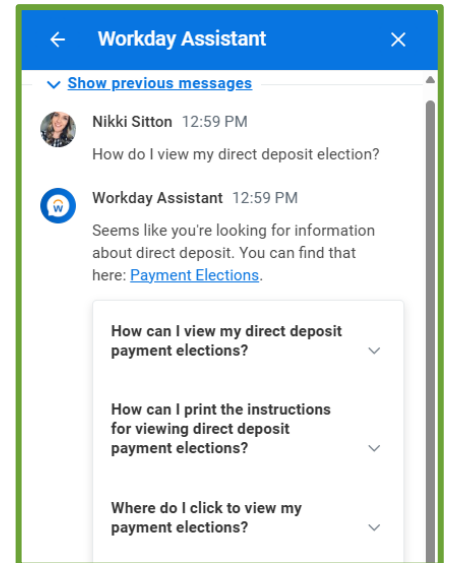 Workday Assistant
Show previous messages
Nikki Sitton 12:59 PM
How do I view my direct deposit election?
Workday Assistant 12:59 PM
Seems like you're looking for information
about direct deposit. You can find that
here: Payment Elections.
How can I view my direct deposit
payment elections?
How can I print the instructions
for viewing direct deposit
payment elections?
Where do I click to view my
payment elections?